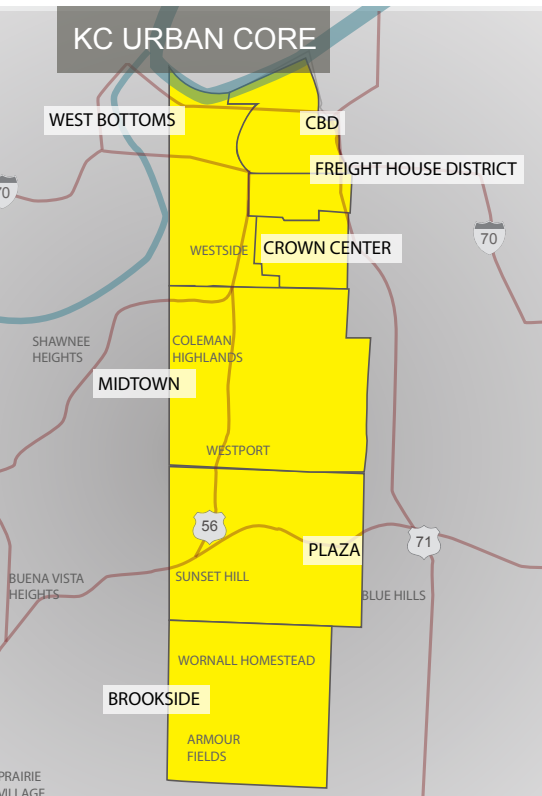 KC URBAN CORE
WEST BOTTOMS
CBD
FREIGHT HOUSE DISTRICT
70
WESTSIDE
CROWN CENTER
70
SHAWNEE
HEIGHTS
COLEMAN
HIGHLANDS
MIDTOWN
WESTPORT
56
PLAZA
71
BUENA VISTA
HEIGHTS
SUNSET HILL
BLUE HILLS
WORNALL HOMESTEAD
BROOKSIDE
ARMOUR
FIELDS
PRAIRIE
VILLAGE